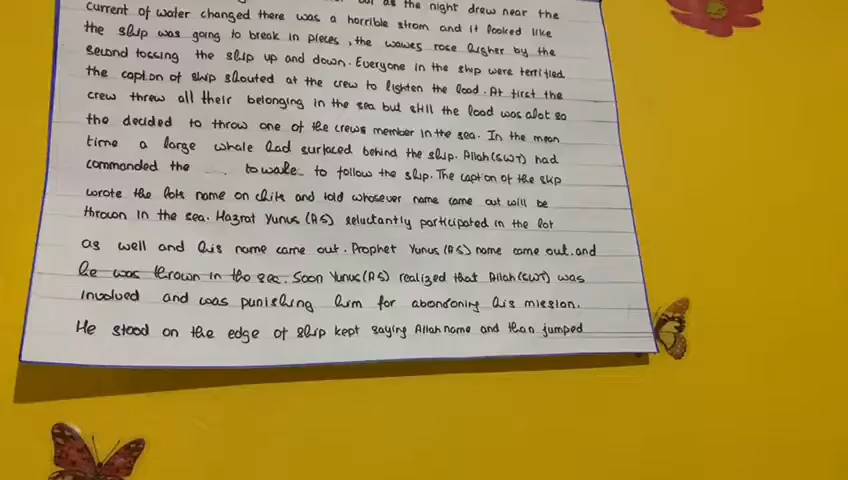 as the night drew near the
current of water changed there was a horrible strom and it looked like
the ship was going to break in pieces, the wawes rose higher by the
second tossing the ship up and down. Everyone in the ship were terrified
the caption of ship shouted at the crew to lighten the load. At first the
crew threw all their belonging in the sea but still the load was alot so
the decided to throw one of the crews member in the sea. In the mean
time a large whale had surfaced behind the ship. Allah(SWT) had
commanded the to wale to follow the ship. The caption of the ship
wrote the lots name on chits and told whosever name came out will be
thrown in the sea. Hazrat Yunus (AS) reluctantly participated in the lot
as well and his name came out. Prophet Yunus (AS) name came out. and
he was thrown in the sea. Soon Yunus(AS) realized that Allah(SWT) was
involved and was punishing him for abondoning his mission.
He stood on the edge of ship kept saying Allah name and than jumped